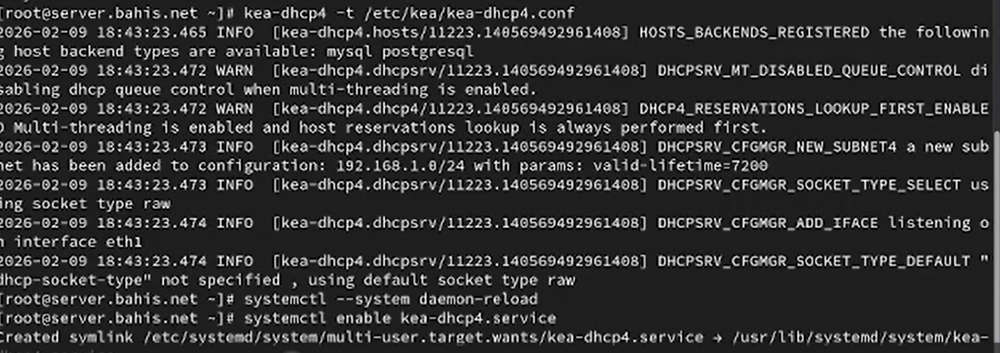 [root@server.bahis.net ~]# kea-dhcp4 -t /etc/kea/kea-dhcp4.conf
2026-02-09 18:43:23.465 INFO  [kea-dhcp4.hosts/11223.140569492961408] HOSTS_BACKENDS_REGISTERED the followin
g host backend types are available: mysql postgresql
2026-02-09 18:43:23.472 WARN  [kea-dhcp4.dhcpsrv/11223.140569492961408] DHCPSRV_MT_DISABLED_QUEUE_CONTROL di
sabling dhcp queue control when multi-threading is enabled.
2026-02-09 18:43:23.472 WARN  [kea-dhcp4.dhcp4/11223.140569492961408] DHCP4_RESERVATIONS_LOOKUP_FIRST_ENABLE
D Multi-threading is enabled and host reservations lookup is always performed first.
2026-02-09 18:43:23.473 INFO  [kea-dhcp4.dhcpsrv/11223.140569492961408] DHCPSRV_CFGMGR_NEW_SUBNET4 a new sub
net has been added to configuration: 192.168.1.0/24 with params: valid-lifetime=7200
2026-02-09 18:43:23.473 INFO  [kea-dhcp4.dhcpsrv/11223.140569492961408] DHCPSRV_CFGMGR_SOCKET_TYPE_SELECT us
ing socket type raw
2026-02-09 18:43:23.474 INFO  [kea-dhcp4.dhcpsrv/11223.140569492961408] DHCPSRV_CFGMGR_ADD_IFACE listening o
n interface eth1
2026-02-09 18:43:23.474 INFO  [kea-dhcp4.dhcpsrv/11223.140569492961408] DHCPSRV_CFGMGR_SOCKET_TYPE_DEFAULT "
dhcp-socket-type" not specified , using default socket type raw
[root@server.bahis.net ~]# systemctl --system daemon-reload
[root@server.bahis.net ~]# systemctl enable kea-dhcp4.service
Created symlink /etc/systemd/system/multi-user.target.wants/kea-dhcp4.service → /usr/lib/systemd/system/kea-